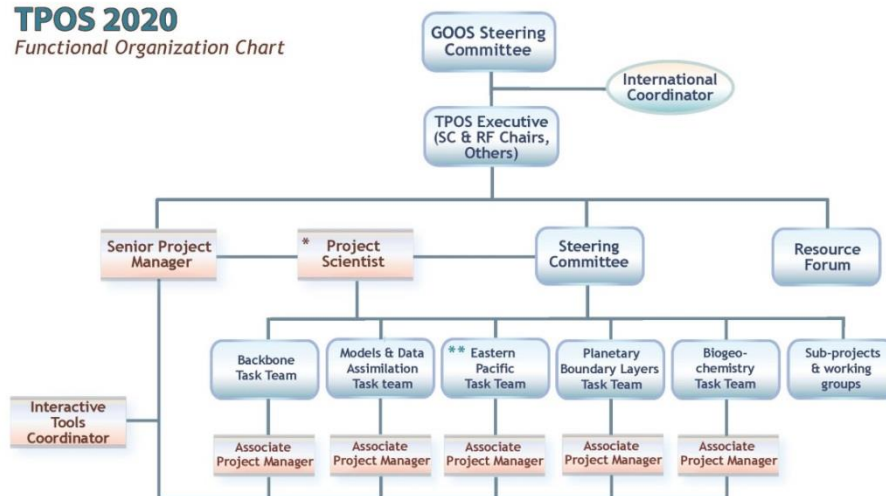 TPOS 2020
Functional Organization Chart
GOOS Steering
Committee
International
Coordinator
TPOS Executive
(SC & RF Chairs,
Others)
Senior Project
Manager
* Project
Scientist
Steering
Committee
Resource
Forum
Backbone
Task Team
Models & Data
Assimilation
Task team
** Eastern
Pacific
Task Team
Planetary
Boundary Layers
Task Team
Biogeo-
chemistry
Task Team
Sub-projects
& working
groups
Interactive
Tools
Coordinator
Associate
Project Manager
Associate
Project Manager
Associate
Project Manager
Associate
Project Manager
Associate
Project Manager